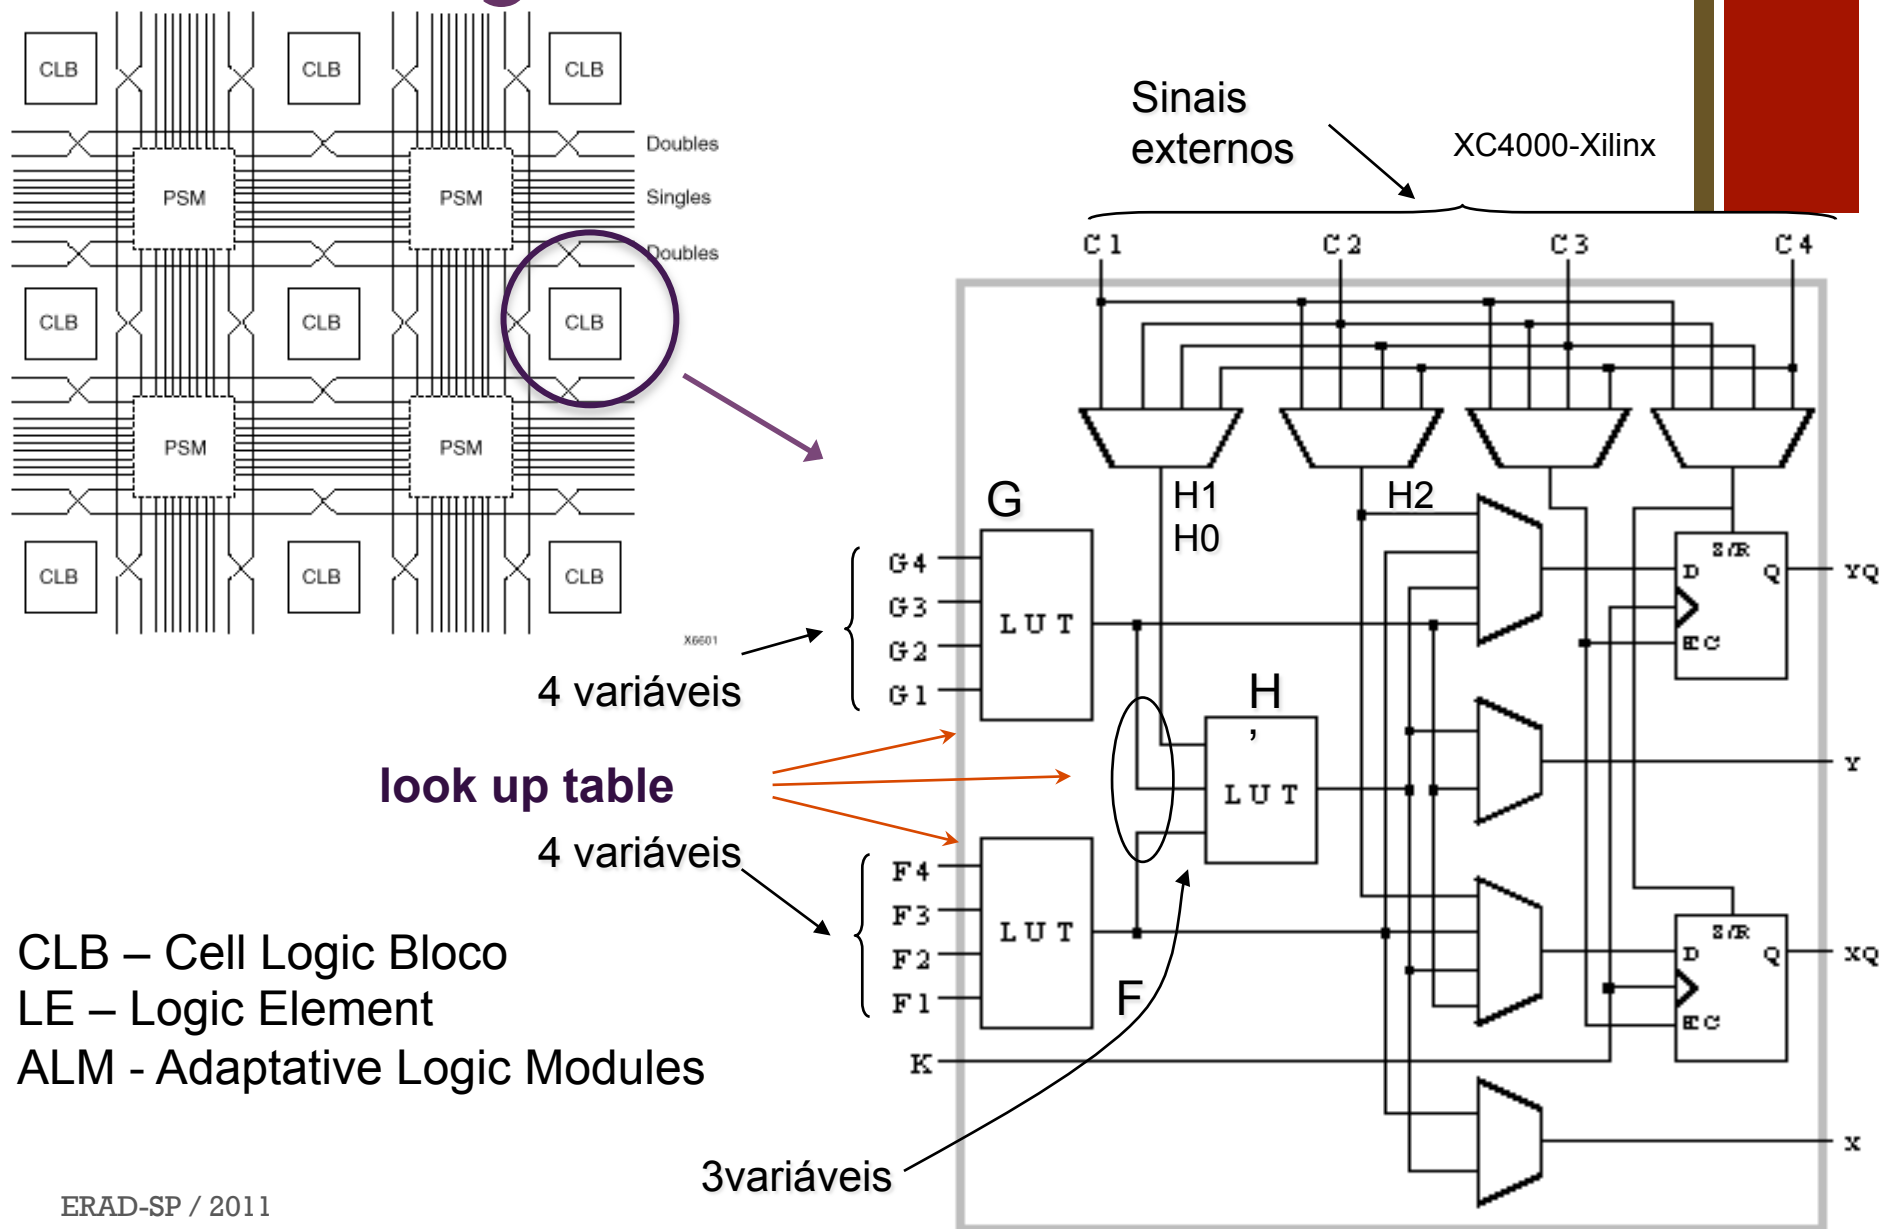 CLB CLB CLB
Doubles
PSM PSM
Singles
Doubles
CLB CLB CLB
PSM PSM
CLB CLB CLB
X6601
Sinais
externos
XC4000-Xilinx
C1 C2 C3 C4
H1
H0
H2
G
G4
G3
G2
G1
LUT
4 variáveis
look up table
4 variáveis
H
,
LUT
F4
F3
F2
F1
LUT
F
K
3variáveis
S/R
D Q
EC
YQ
Y
S/R
D Q
EC
XQ
X
CLB – Cell Logic Bloco
LE – Logic Element
ALM - Adaptative Logic Modules
ERAD-SP / 2011